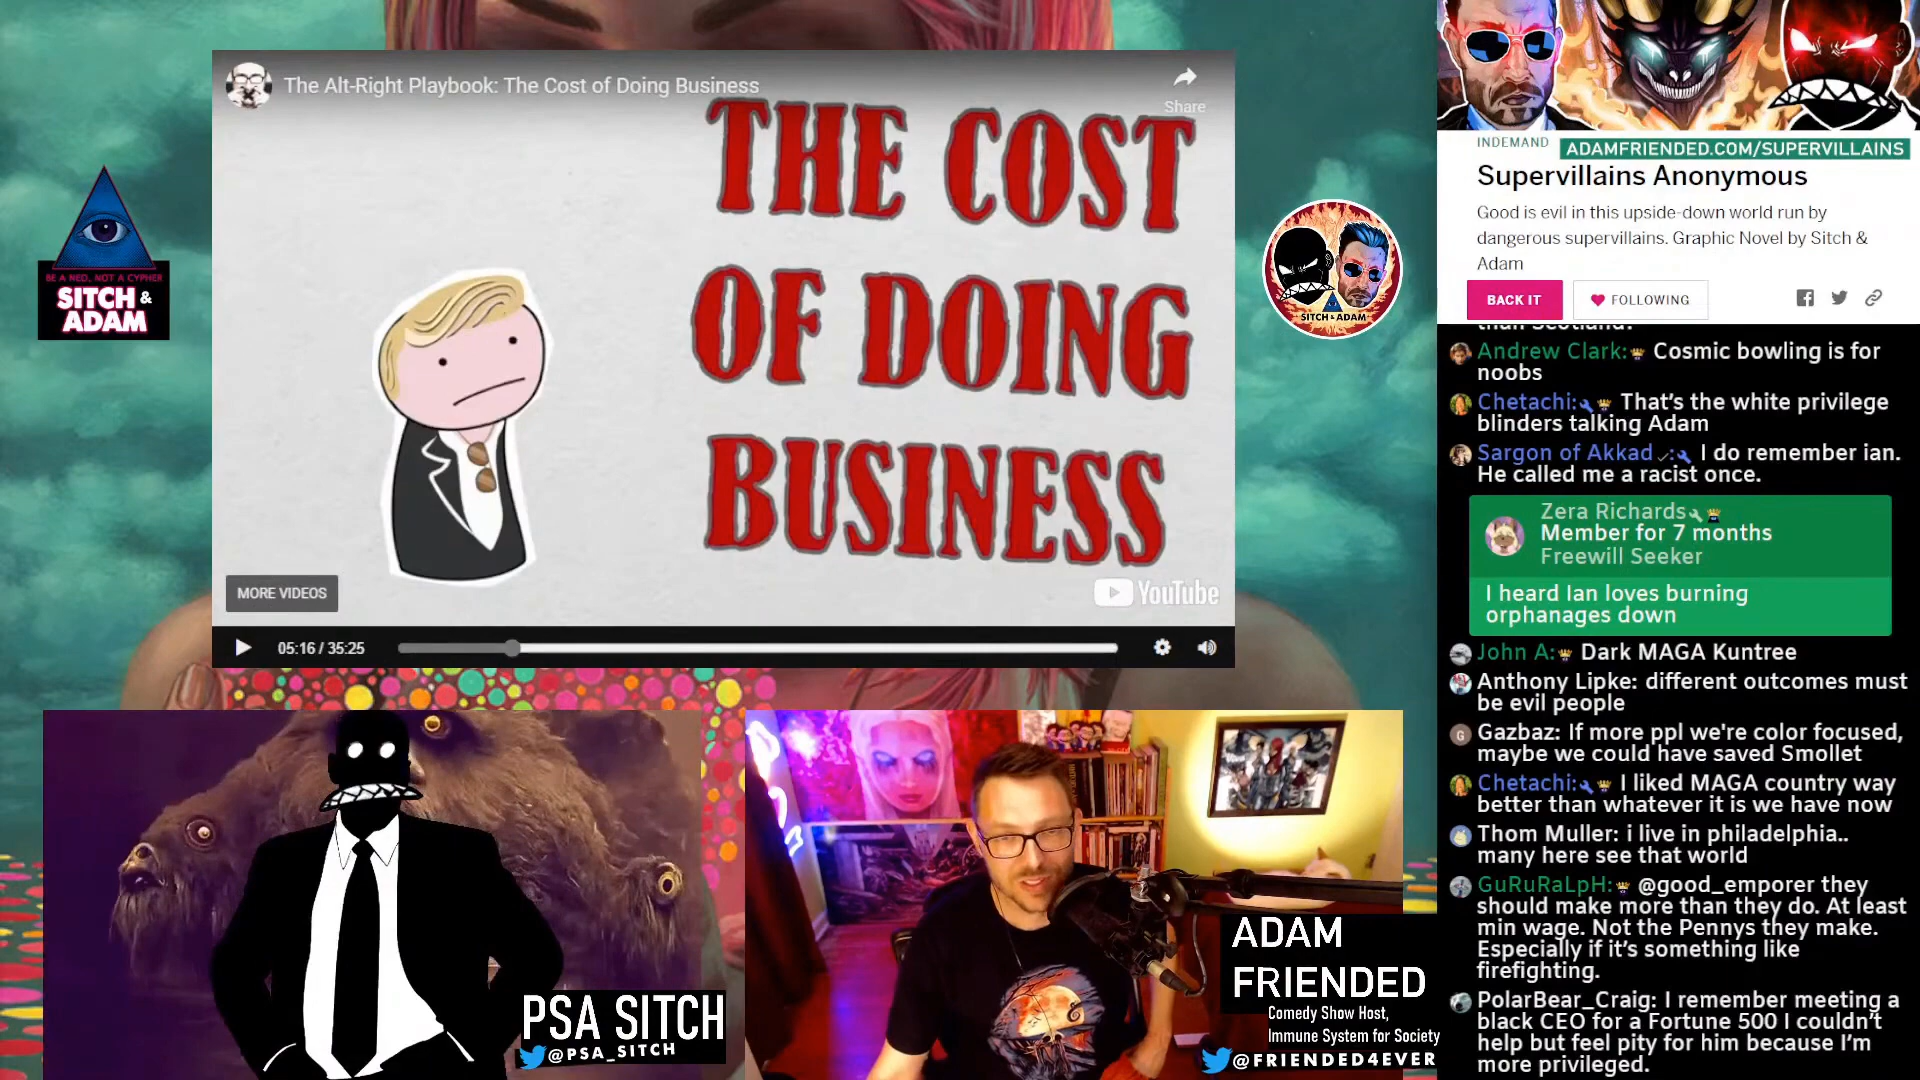 The Alt-Right Playbook: The Cost of Doing Business
Share
THE COST
OF DOING
BUSINESS
MORE VIDEOS
YouTube
05:16 / 35:25
BE A NEO, NOT A CYPHER
SITCH &
ADAM
SITCH & ADAM
PSA SITCH
@PSA_SITCH
ADAM
FRIENDED
Comedy Show Host,
Immune System for Society
@FRIENDED4EVER
INDEMAND
ADAMFRIENDED.COM/SUPERVILLAINS
Supervillains Anonymous
Good is evil in this upside-down world run by
dangerous supervillains. Graphic Novel by Sitch &
Adam
BACK IT
FOLLOWING
than Scotland.
Andrew Clark: Cosmic bowling is for
noobs
Chetachi: That's the white privilege
blinders talking Adam
Sargon of Akkad: I do remember ian.
He called me a racist once.
Zera Richards
Member for 7 months
Freewill Seeker
I heard Ian loves burning
orphanages down
John A: Dark MAGA Kuntree
Anthony Lipke: different outcomes must
be evil people
G
Gazbaz: If more ppl we're color focused,
maybe we could have saved Smollet
Chetachi: I liked MAGA country way
better than whatever it is we have now
Thom Muller: i live in philadelphia..
many here see that world
GuRuRaLpH: @good_emporer they
should make more than they do. At least
min wage. Not the Pennys they make.
Especially if it's something like
firefighting.
PolarBear_Craig: I remember meeting a
black CEO for a Fortune 500 I couldn't
help but feel pity for him because I'm
more privileged.